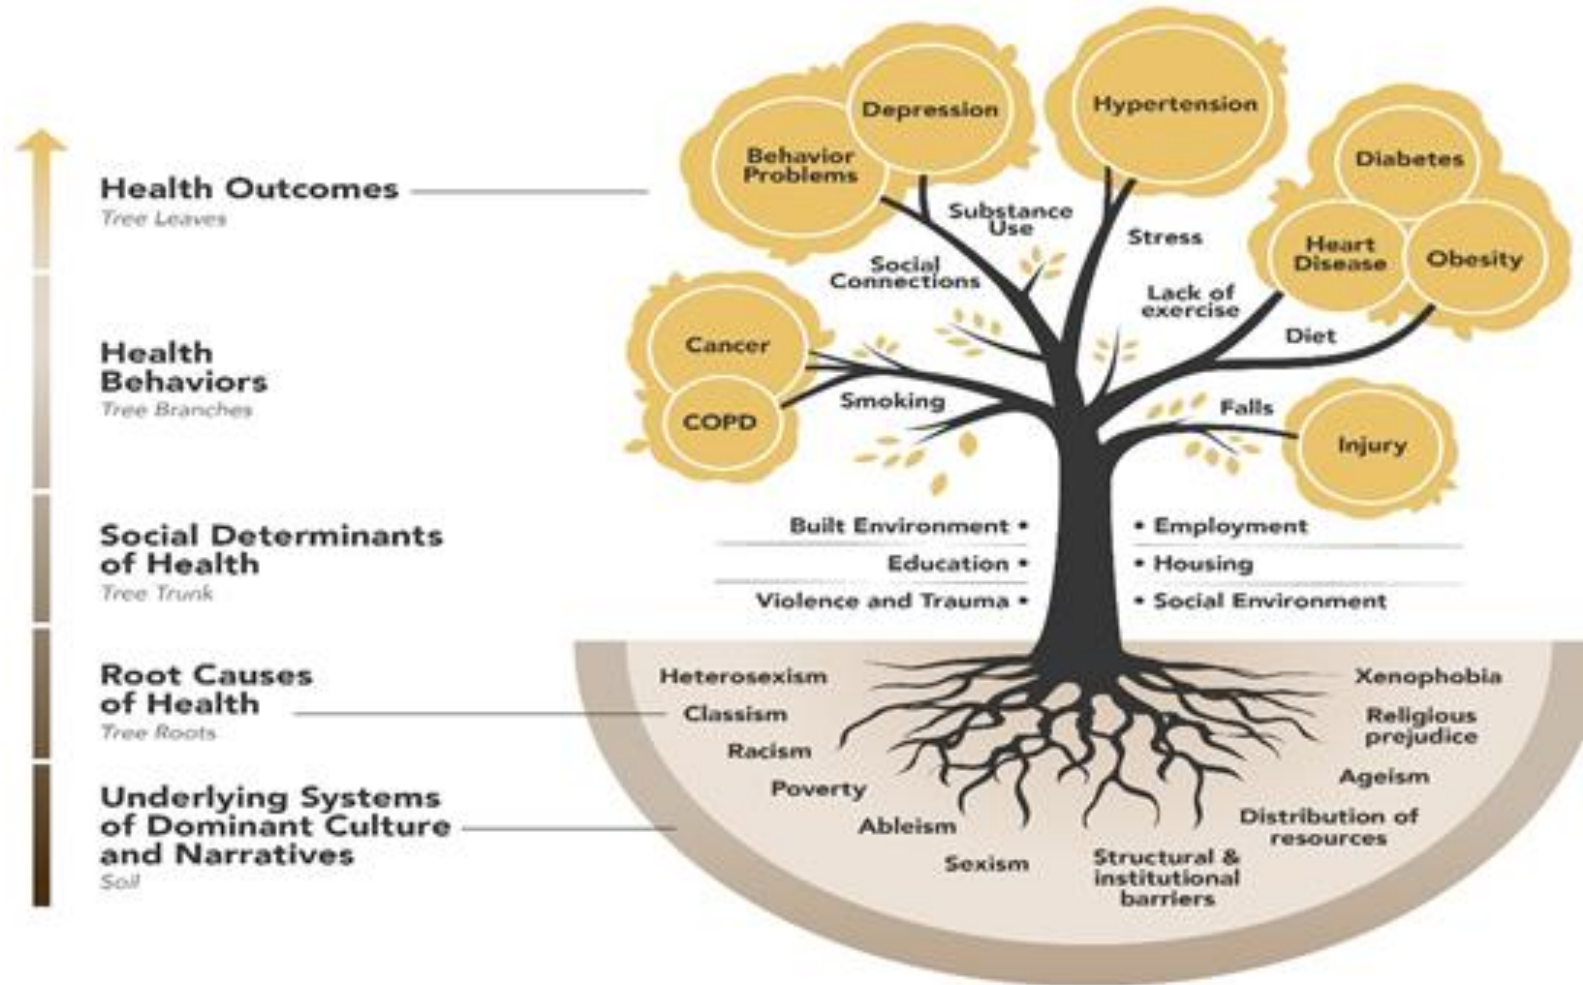 Health Outcomes
Tree Leaves
Health
Behaviors
Tree Branches
Social Determinants
of Health
Tree Trunk
Root Causes
of Health
Tree Roots
Underlying Systems
of Dominant Culture
and Narratives
Soil
Depression
Behavior
Problems
Hypertension
Diabetes
Heart
Disease
Obesity
Substance
Use
Stress
Social
Connections
Lack of
exercise
Diet
Cancer
COPD
Smoking
Falls
Injury
Built Environment •
Education •
Violence and Trauma •
• Employment
• Housing
• Social Environment
Heterosexism
Classism
Racism
Poverty
Ableism
Sexism
Structural &
institutional
barriers
Distribution of
resources
Ageism
Religious
prejudice
Xenophobia